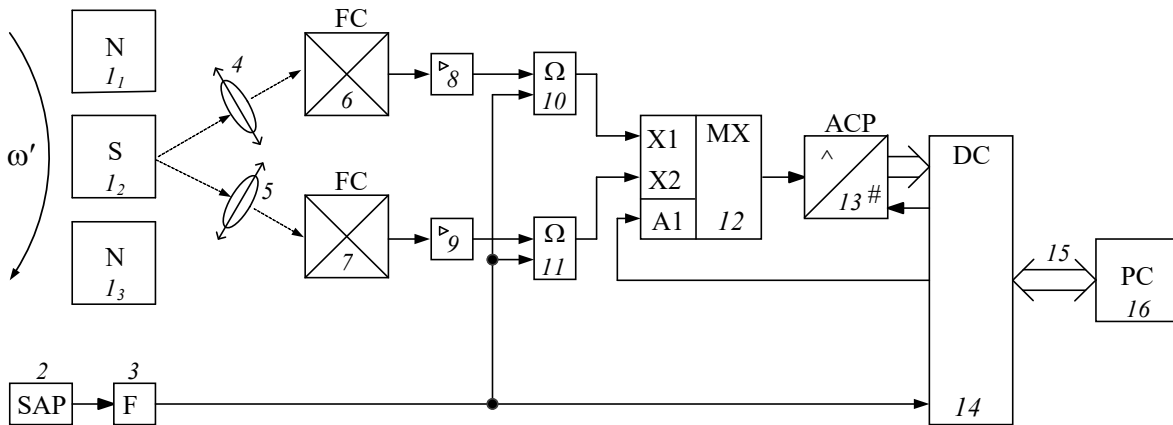 FC
N
1₁
4
6
▹ 8
Ω
10
ω′
S
1₂
X1
MX
X2
A1
12
ACP
^
13 #
DC
5
FC
7
▹ 9
Ω
11
N
1₃
15
PC
16
2
SAP
3
F
14